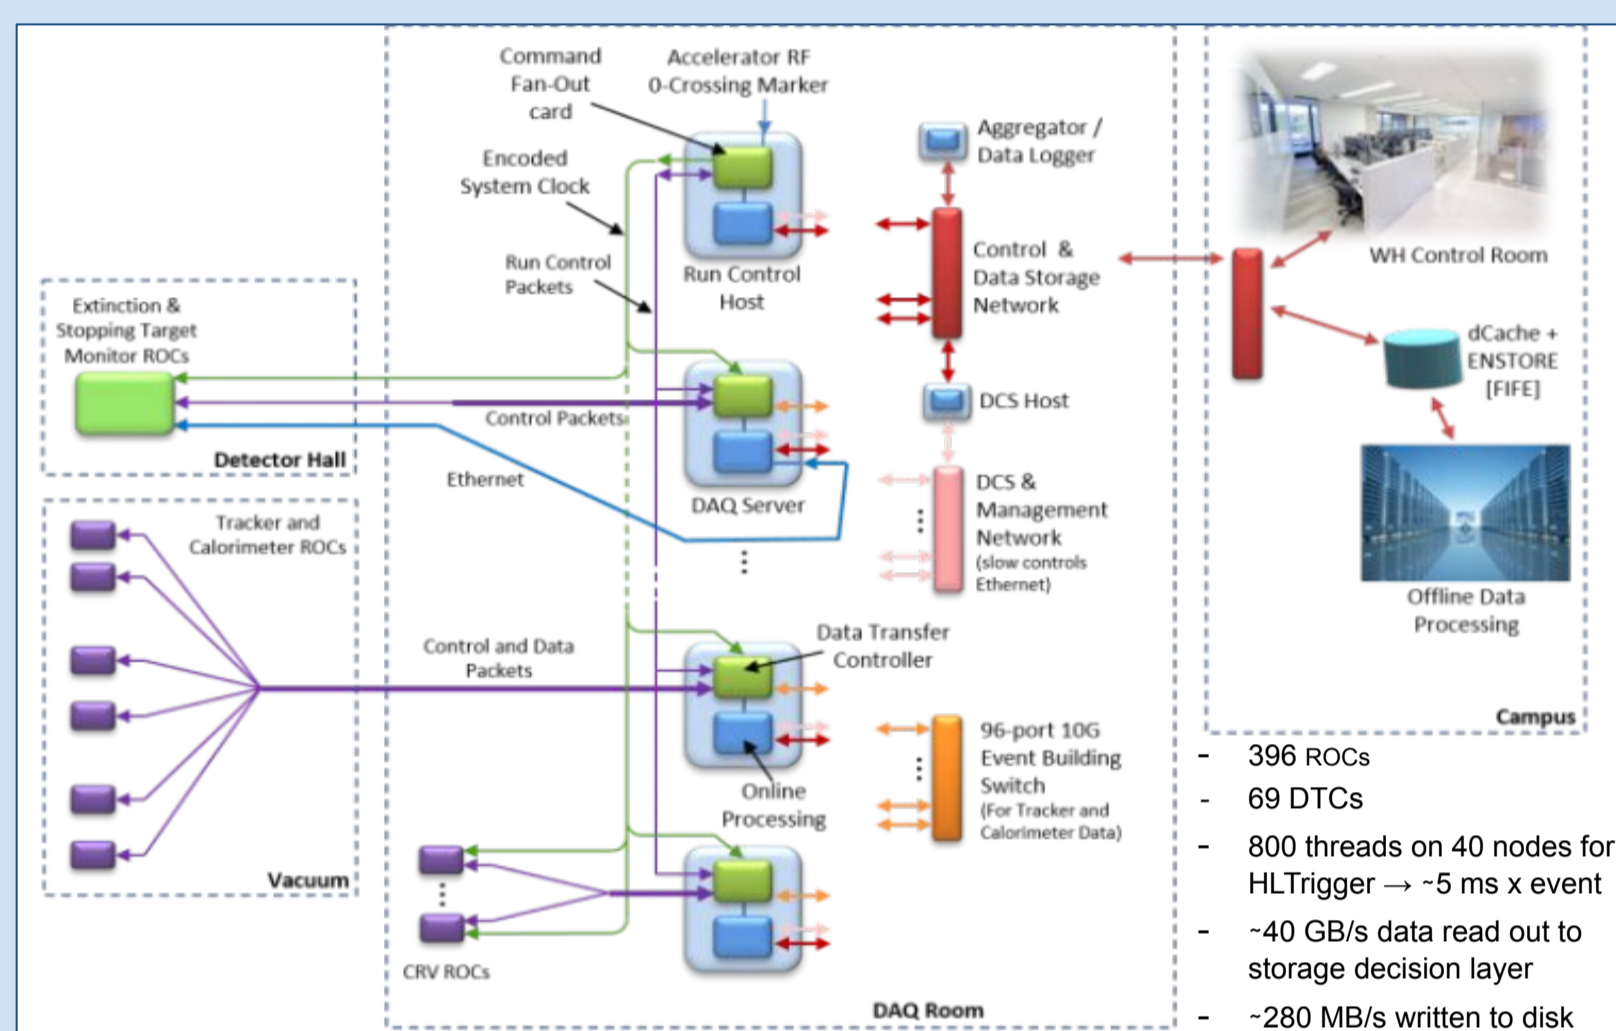 Command
Fan-Out
card
Accelerator RF
0-Crossing Marker
Encoded
System Clock
Run Control
Packets
Run Control
Host
Aggregator /
Data Logger
Control &
Data Storage
Network
WH Control Room
dCache +
ENSTORE
[FIFE]
Offline Data
Processing
Campus
Extinction &
Stopping Target
Monitor ROCs
Detector Hall
Control Packets
Ethernet
DAQ Server
DCS Host
DCS &
Management
Network
(slow controls
Ethernet)
Tracker and
Calorimeter ROCs
Vacuum
Control and Data
Packets
Data Transfer
Controller
Online
Processing
96-port 10G
Event Building
Switch
(For Tracker and
Calorimeter Data)
CRV ROCs
DAQ Room
- 396 ROCs
- 69 DTCs
- 800 threads on 40 nodes for
HLTrigger → ~5 ms x event
- ~40 GB/s data read out to
storage decision layer
- ~280 MB/s written to disk